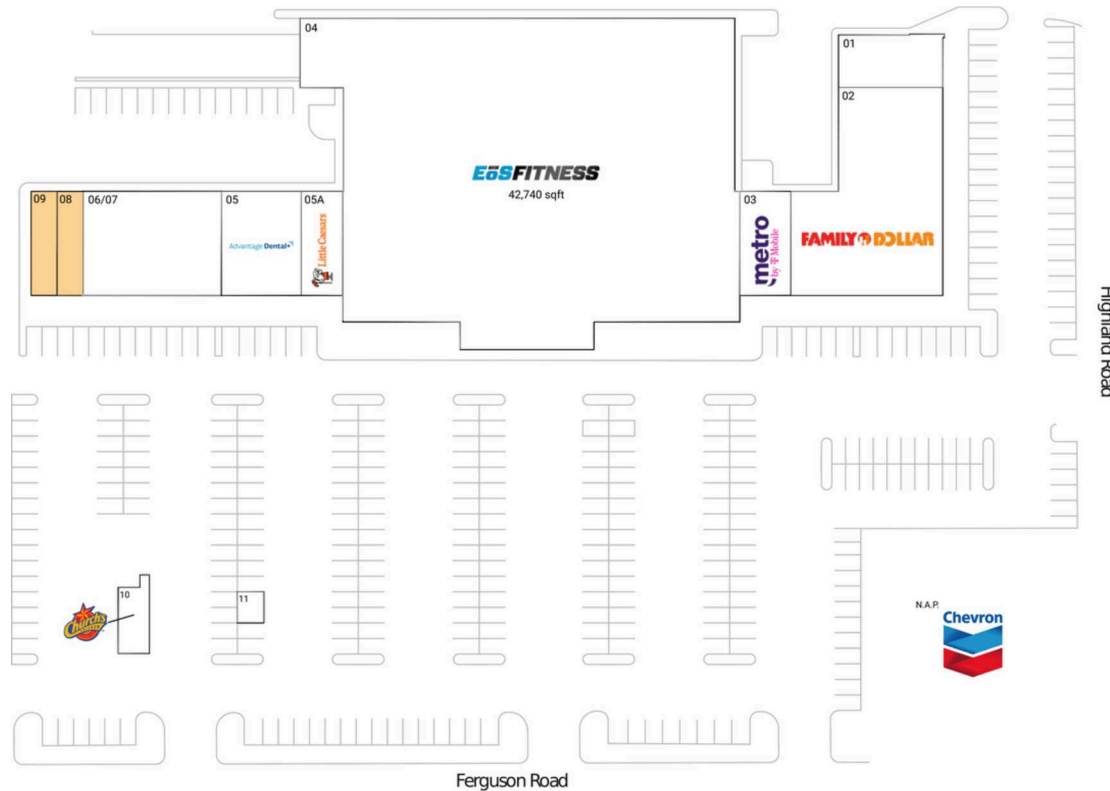 04
01
02
EōSFITNESS
42,740 sqft
09
08
06/07
05
05A
03
Advantage Dental+
Little Caesars
metro
by T Mobile
FAMILY DOLLAR
Highland Road
10
11
Church's
N.A.P.
Chevron
Ferguson Road